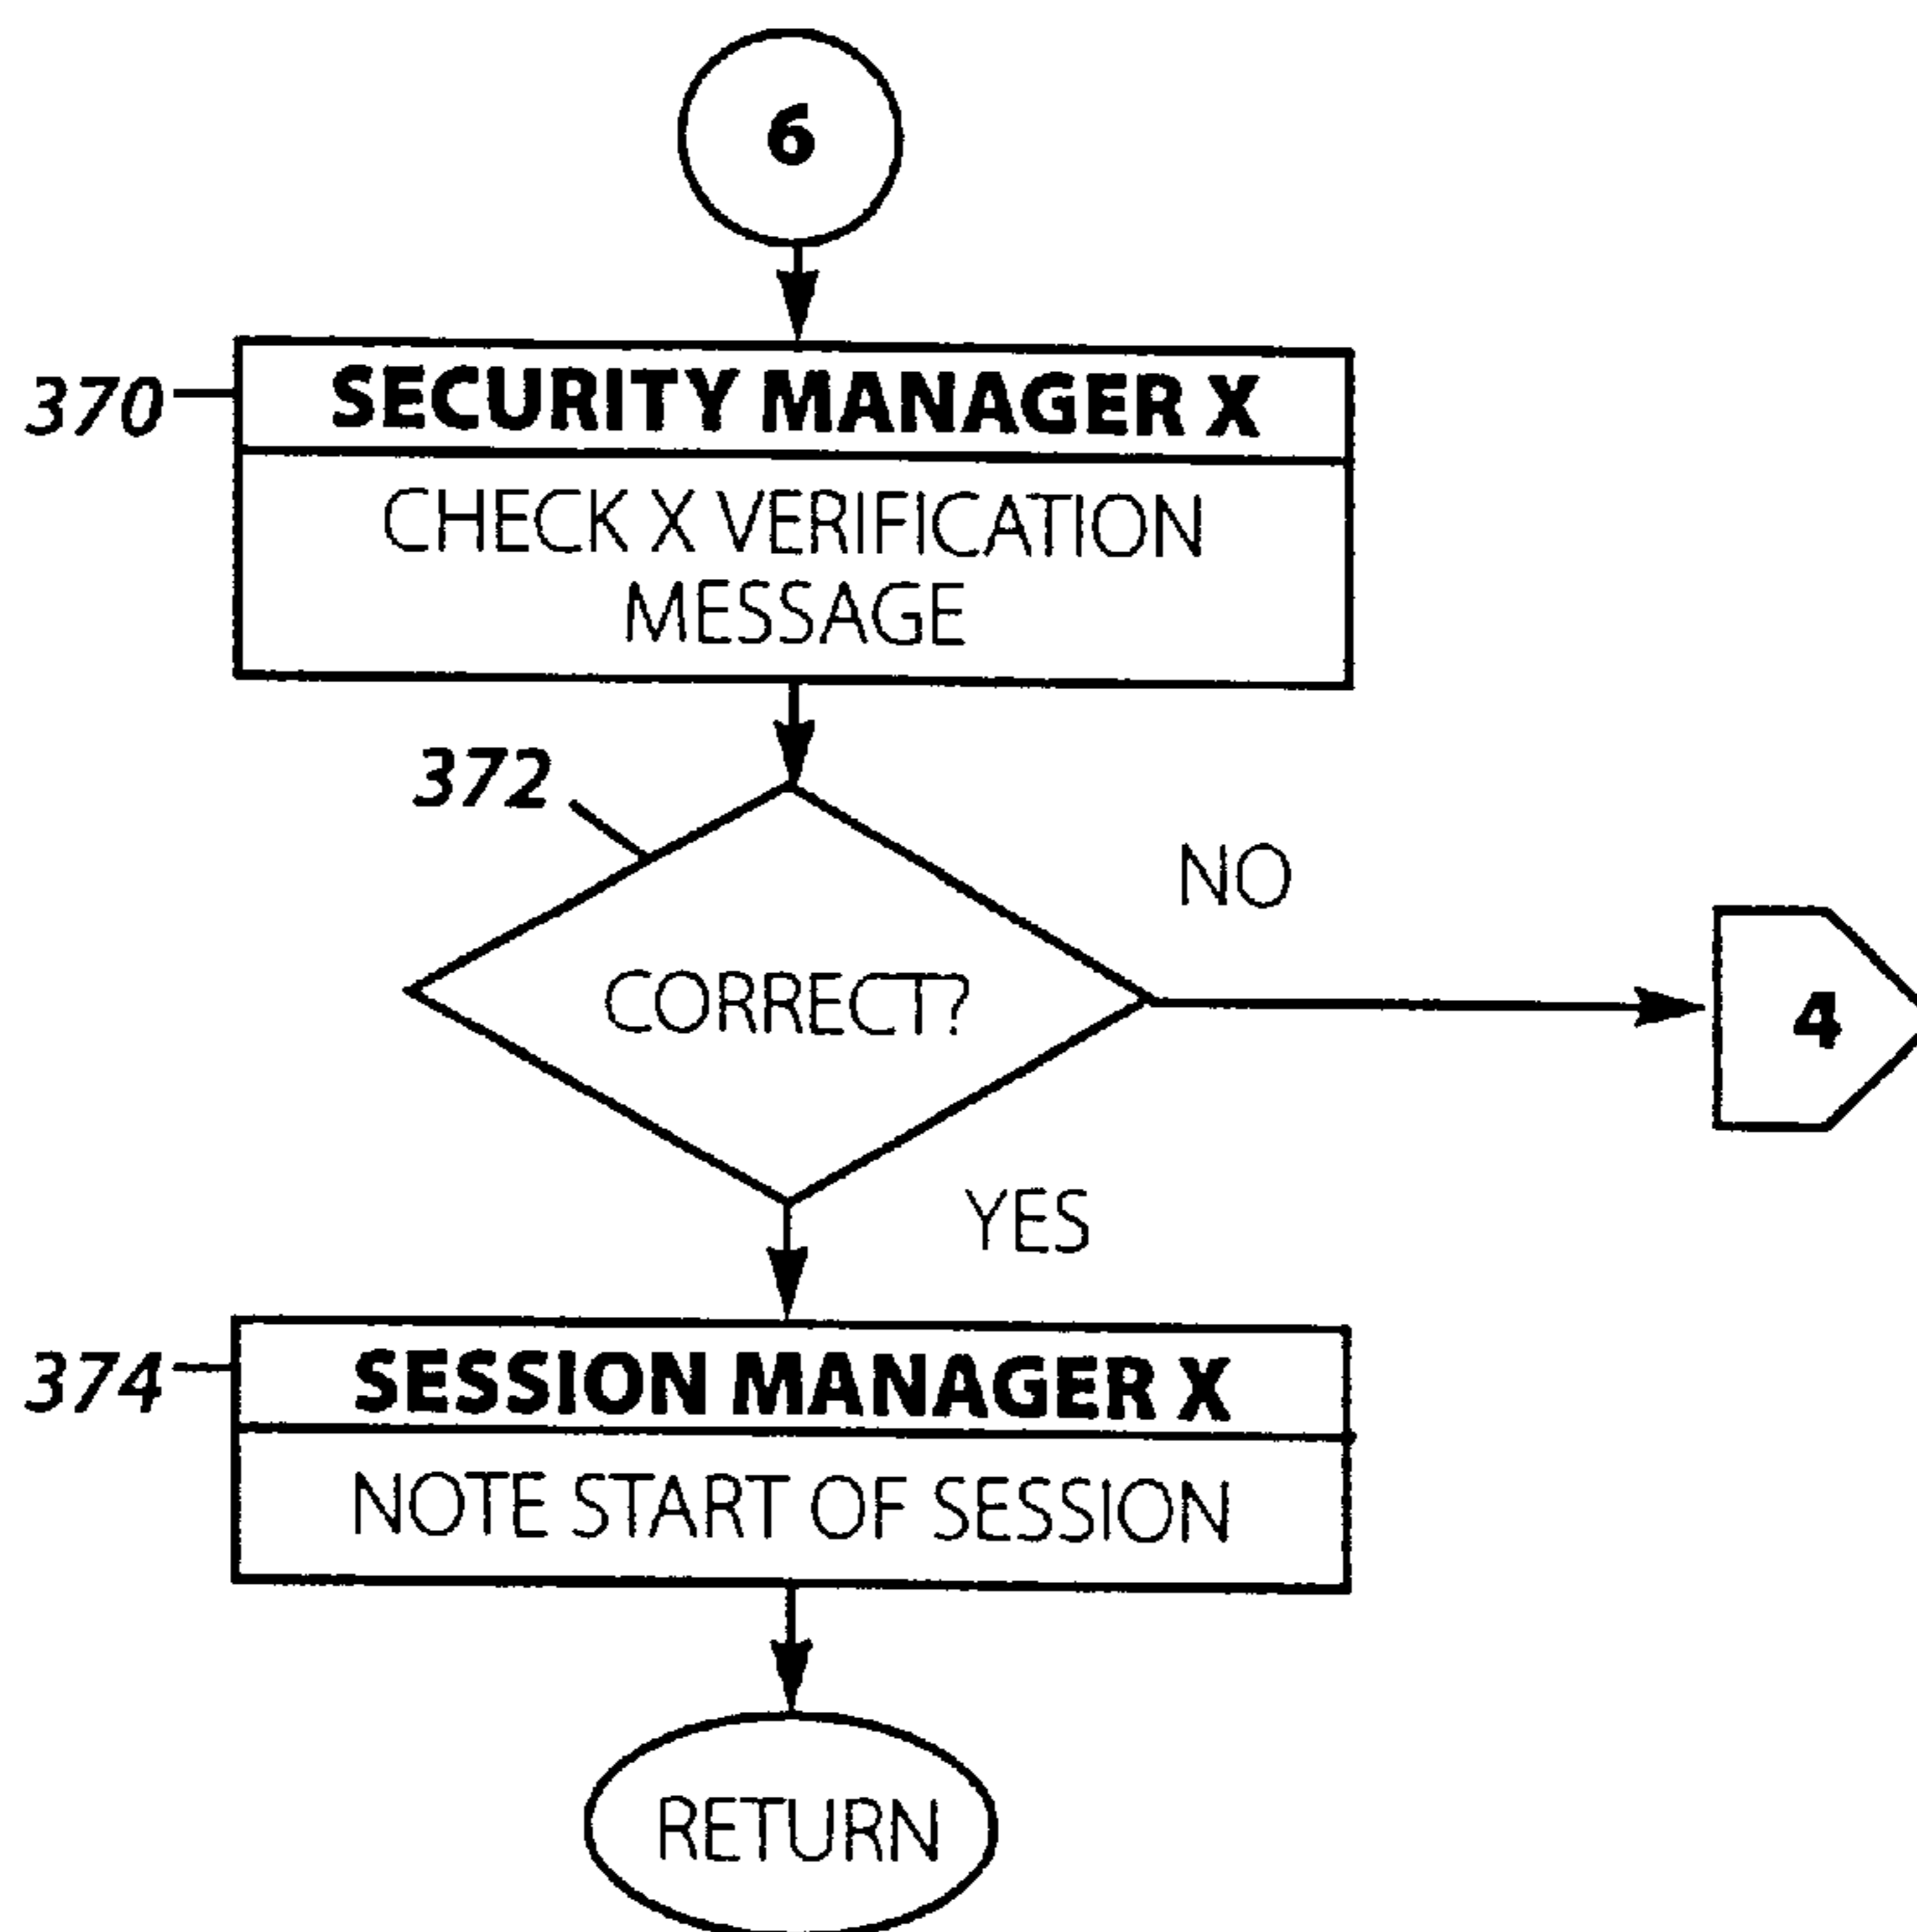 6
370
SECURITY MANAGER X
CHECK X VERIFICATION
MESSAGE
372
NO
CORRECT?
4
YES
374
SESSION MANAGER X
NOTE START OF SESSION
RETURN